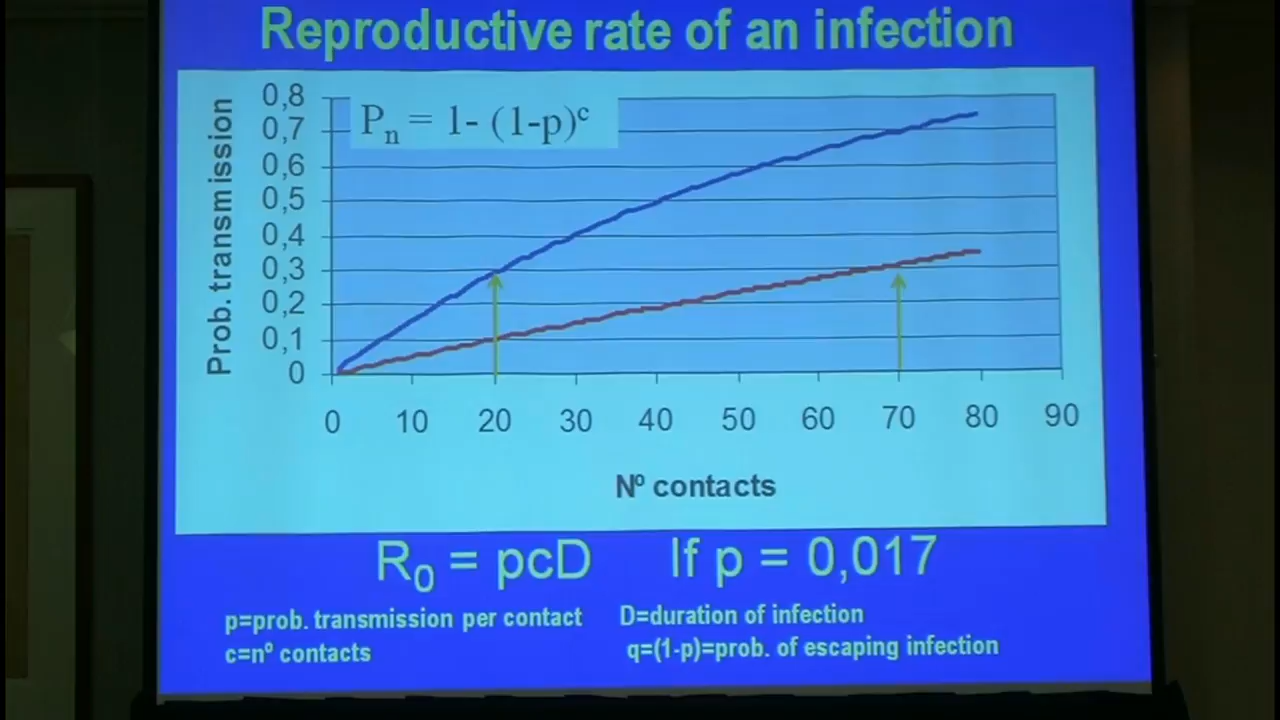 Reproductive rate of an infection
Pn = 1- (1-p)^c
Prob. transmission
0,8
0,7
0,6
0,5
0,4
0,3
0,2
0,1
0
0 10 20 30 40 50 60 70 80 90
Nº contacts
R0 = pcD If p = 0,017
p=prob. transmission per contact D=duration of infection
c=nº contacts q=(1-p)=prob. of escaping infection